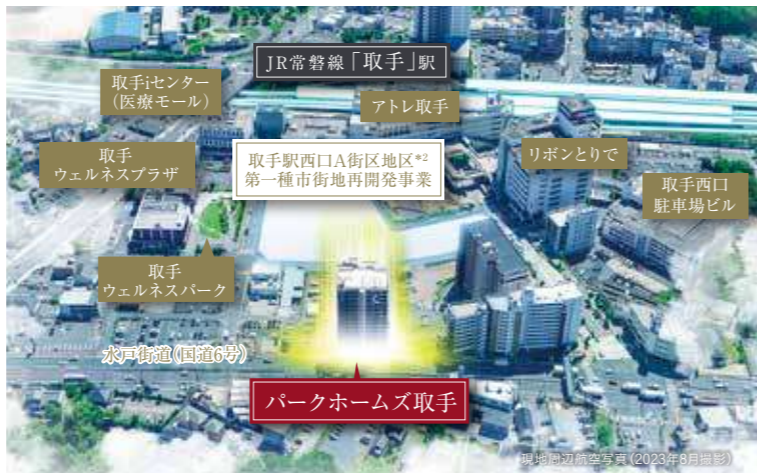 JR常磐線「取手」駅
取手iセンター
（医療モール）
アトレ取手
取手
ウェルネスプラザ
取手駅西口A街区地区*2
第一種市街地再開発事業
リボンとりで
取手西口
駐車場ビル
取手
ウェルネスパーク
水戸街道（国道6号）
パークホームズ取手
現地周辺航空写真（2023年8月撮影）